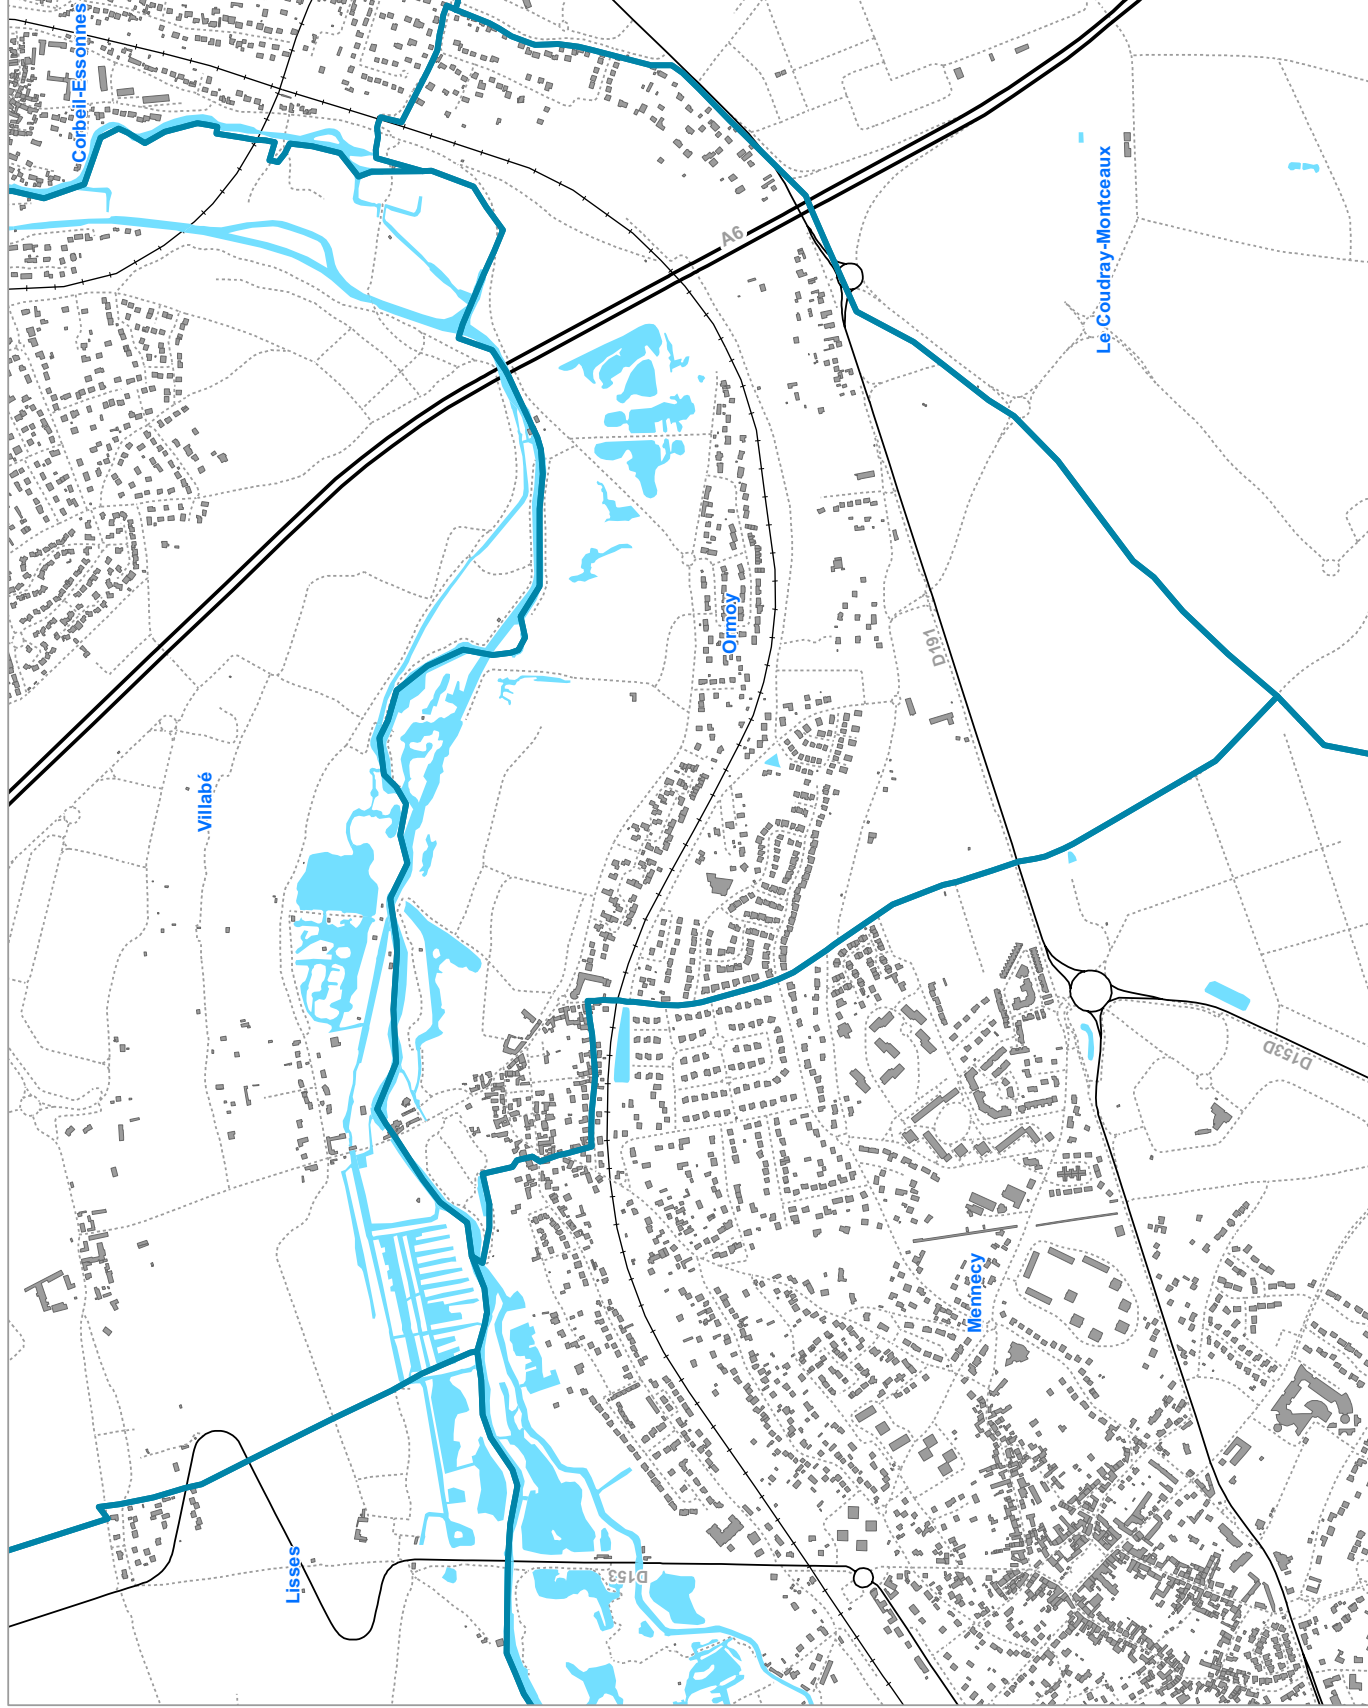 Corbeil-Essonnes
A6
Le Coudray-Montceaux
Ormoy
D191
Villabé
D153D
Mennecy
Lisses
D153